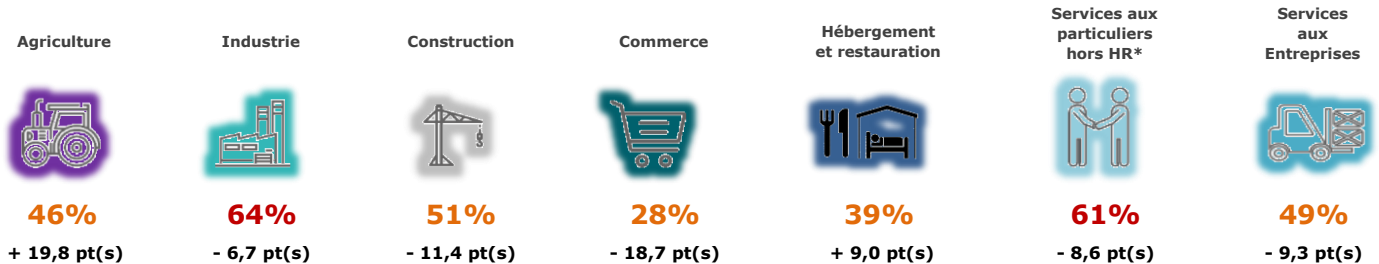 Agriculture
Industrie
Construction
Commerce
Hébergement
et restauration
Services aux
particuliers
hors HR*
Services
aux
Entreprises
46%
64%
51%
28%
39%
61%
49%
+ 19,8 pt(s)
- 6,7 pt(s)
- 11,4 pt(s)
- 18,7 pt(s)
+ 9,0 pt(s)
- 8,6 pt(s)
- 9,3 pt(s)